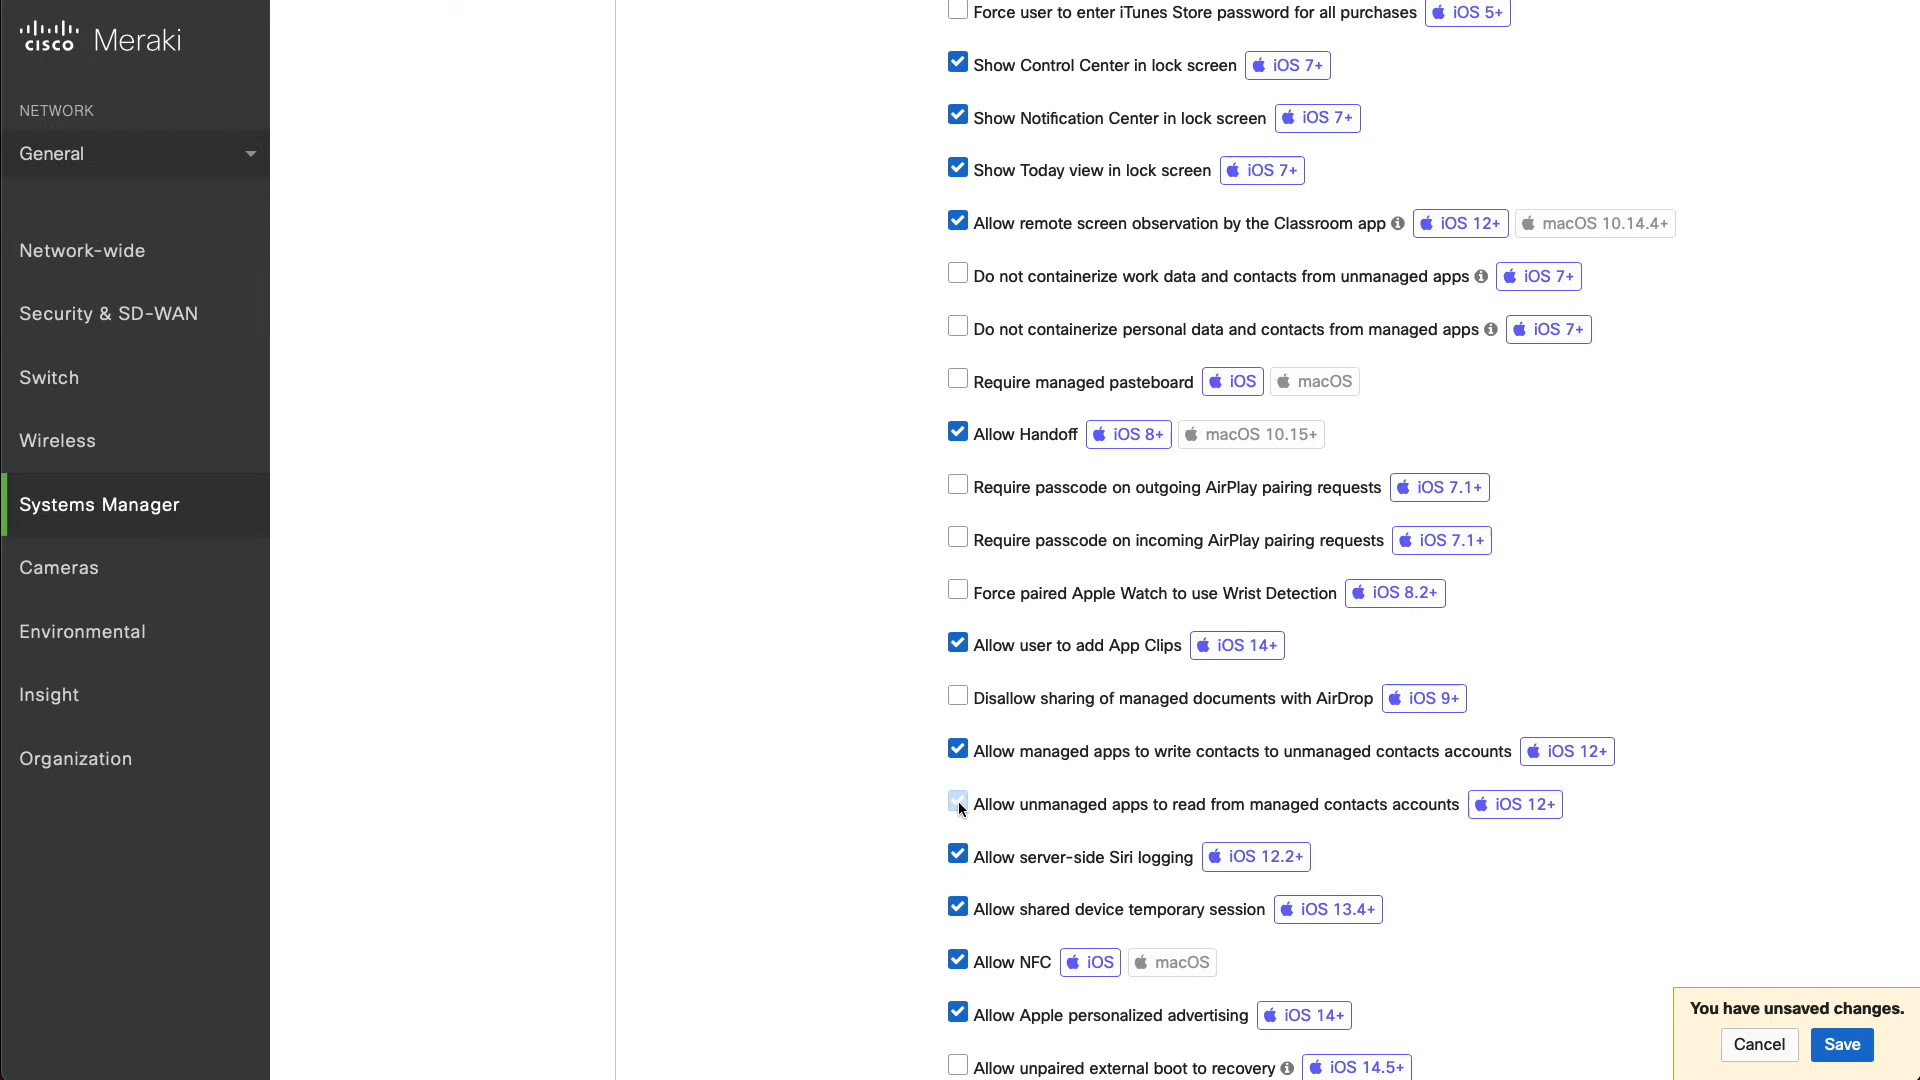 cisco Meraki
NETWORK
General
Network-wide
Security & SD-WAN
Switch
Wireless
Systems Manager
Cameras
Environmental
Insight
Organization
Force user to enter iTunes Store password for all purchases iOS 5+
Show Control Center in lock screen iOS 7+
Show Notification Center in lock screen iOS 7+
Show Today view in lock screen iOS 7+
Allow remote screen observation by the Classroom app iOS 12+ macOS 10.14.4+
Do not containerize work data and contacts from unmanaged apps iOS 7+
Do not containerize personal data and contacts from managed apps iOS 7+
Require managed pasteboard iOS macOS
Allow Handoff iOS 8+ macOS 10.15+
Require passcode on outgoing AirPlay pairing requests iOS 7.1+
Require passcode on incoming AirPlay pairing requests iOS 7.1+
Force paired Apple Watch to use Wrist Detection iOS 8.2+
Allow user to add App Clips iOS 14+
Disallow sharing of managed documents with AirDrop iOS 9+
Allow managed apps to write contacts to unmanaged contacts accounts iOS 12+
Allow unmanaged apps to read from managed contacts accounts iOS 12+
Allow server-side Siri logging iOS 12.2+
Allow shared device temporary session iOS 13.4+
Allow NFC iOS macOS
Allow Apple personalized advertising iOS 14+
Allow unpaired external boot to recovery iOS 14.5+
You have unsaved changes.
Cancel Save